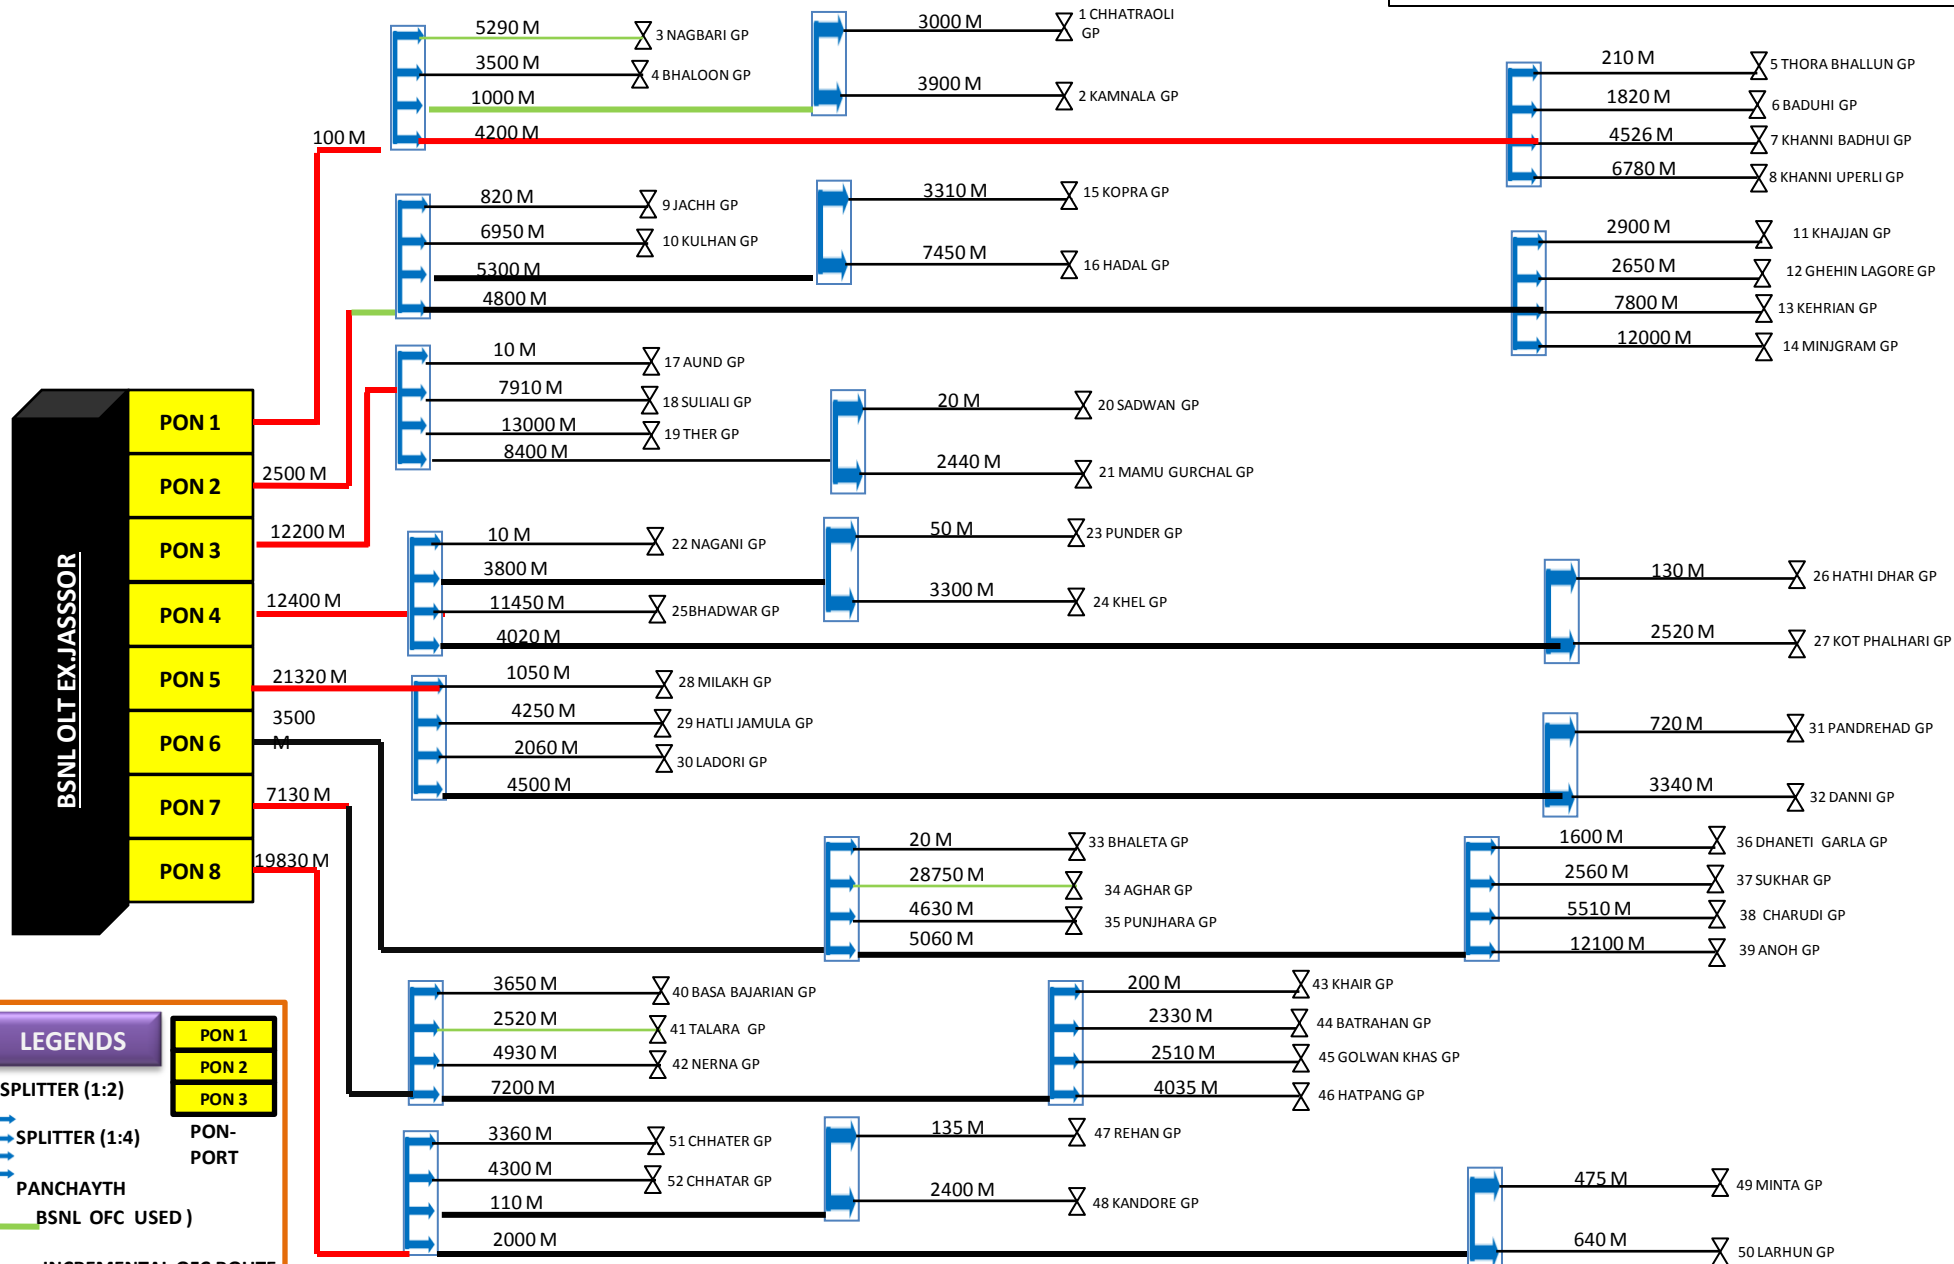 5290 M
3 NAGBARI GP
3500 M
4 BHALOON GP
1000 M
4200 M
100 M
3000 M
1 CHHATRAOLI
GP
3900 M
2 KAMNALA GP
210 M
5 THORA BHALLUN GP
1820 M
6 BADUHI GP
4526 M
7 KHANNI BADHUI GP
6780 M
8 KHANNI UPERLI GP
820 M
9 JACHH GP
6950 M
10 KULHAN GP
5300 M
4800 M
3310 M
15 KOPRA GP
7450 M
16 HADAL GP
2900 M
11 KHAJJAN GP
2650 M
12 GHEHIN LAGORE GP
7800 M
13 KEHRIAN GP
12000 M
14 MINJGRAM GP
10 M
17 AUND GP
7910 M
18 SULIALI GP
13000 M
19 THER GP
8400 M
20 M
20 SADWAN GP
2440 M
21 MAMU GURCHAL GP
BSNL OLT EX.JASSSOR
PON 1
PON 2
2500 M
PON 3
12200 M
PON 4
12400 M
PON 5
21320 M
PON 6
3500
M
PON 7
7130 M
PON 8
19830 M
10 M
22 NAGANI GP
3800 M
11450 M
25BHADWAR GP
4020 M
50 M
23 PUNDER GP
3300 M
24 KHEL GP
130 M
26 HATHI DHAR GP
2520 M
27 KOT PHALHARI GP
1050 M
28 MILAKH GP
4250 M
29 HATLI JAMULA GP
2060 M
30 LADORI GP
4500 M
720 M
31 PANDREHAD GP
3340 M
32 DANNI GP
20 M
33 BHALETA GP
28750 M
34 AGHAR GP
4630 M
35 PUNJHARA GP
5060 M
1600 M
36 DHANETI GARLA GP
2560 M
37 SUKHAR GP
5510 M
38 CHARUDI GP
12100 M
39 ANOH GP
3650 M
40 BASA BAJARIAN GP
2520 M
41 TALARA GP
4930 M
42 NERNA GP
7200 M
200 M
43 KHAIR GP
2330 M
44 BATRAHAN GP
2510 M
45 GOLWAN KHAS GP
4035 M
46 HATPANG GP
3360 M
51 CHHATER GP
4300 M
52 CHHATAR GP
110 M
2000 M
135 M
47 REHAN GP
2400 M
48 KANDORE GP
475 M
49 MINTA GP
640 M
50 LARHUN GP
LEGENDS
PON 1
PON 2
PON 3
PON-
PORT
SPLITTER (1:2)
SPLITTER (1:4)
PANCHAYTH
BSNL OFC USED )
INCREMENTAL OFC ROUTE